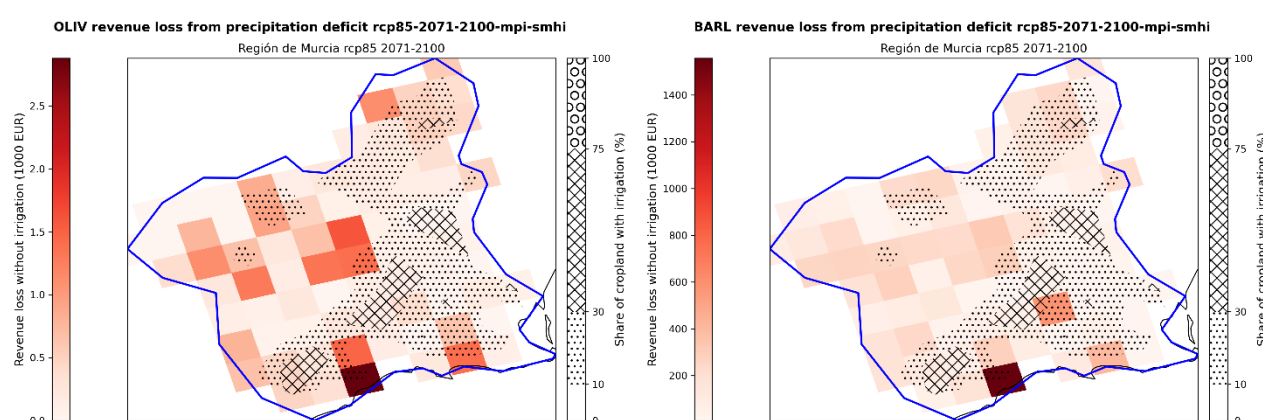 OLIV revenue loss from precipitation deficit rcp85-2071-2100-mpi-smhi
Región de Murcia rcp85 2071-2100
Revenue loss without irrigation (1000 EUR)
2.5
2.0
1.5
1.0
0.5
0.0
100
75
30
10
0
Share of cropland with irrigation (%)
BARL revenue loss from precipitation deficit rcp85-2071-2100-mpi-smhi
Región de Murcia rcp85 2071-2100
Revenue loss without irrigation (1000 EUR)
1400
1200
1000
800
600
400
200
100
75
30
10
0
Share of cropland with irrigation (%)